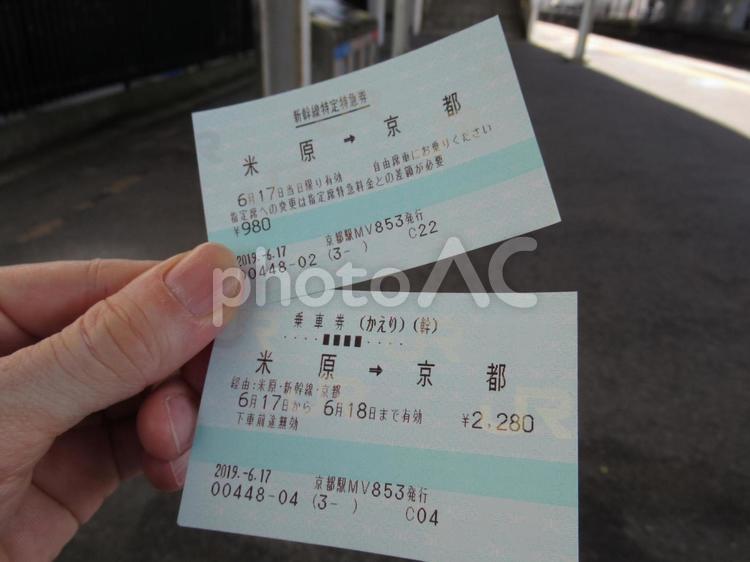 新幹線特定特急券
米原 → 京都
6月17日当日限り有効 自由席車にお乗りください
指定席への変更は指定席特急料金との差額が必要
¥980
2019.-6.17 京都駅MV853発行
00448-02 (3- ) C22
photoAC
乗車券 (かえり) (幹)
米原 → 京都
経由:米原・新幹線・京都
6月17日から 6月18日まで有効 ¥2,280
下車前途無効
2019.-6.17 京都駅MV853発行
00448-04 (3- ) C04